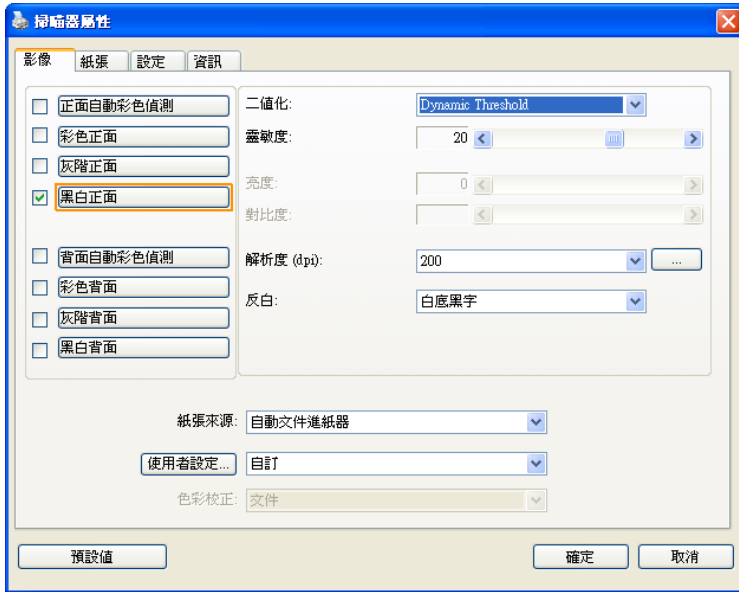 掃瞄器屬性
影像 紙張 設定 資訊
正面自動彩色偵測
彩色正面
灰階正面
黑白正面
背面自動彩色偵測
彩色背面
灰階背面
黑白背面
二值化: Dynamic Threshold
靈敏度: 20
亮度: 0
對比度:
解析度 (dpi): 200 ...
反白: 白底黑字
紙張來源: 自動文件進紙器
使用者設定... 自訂
色彩校正: 文件
預設值 確定 取消